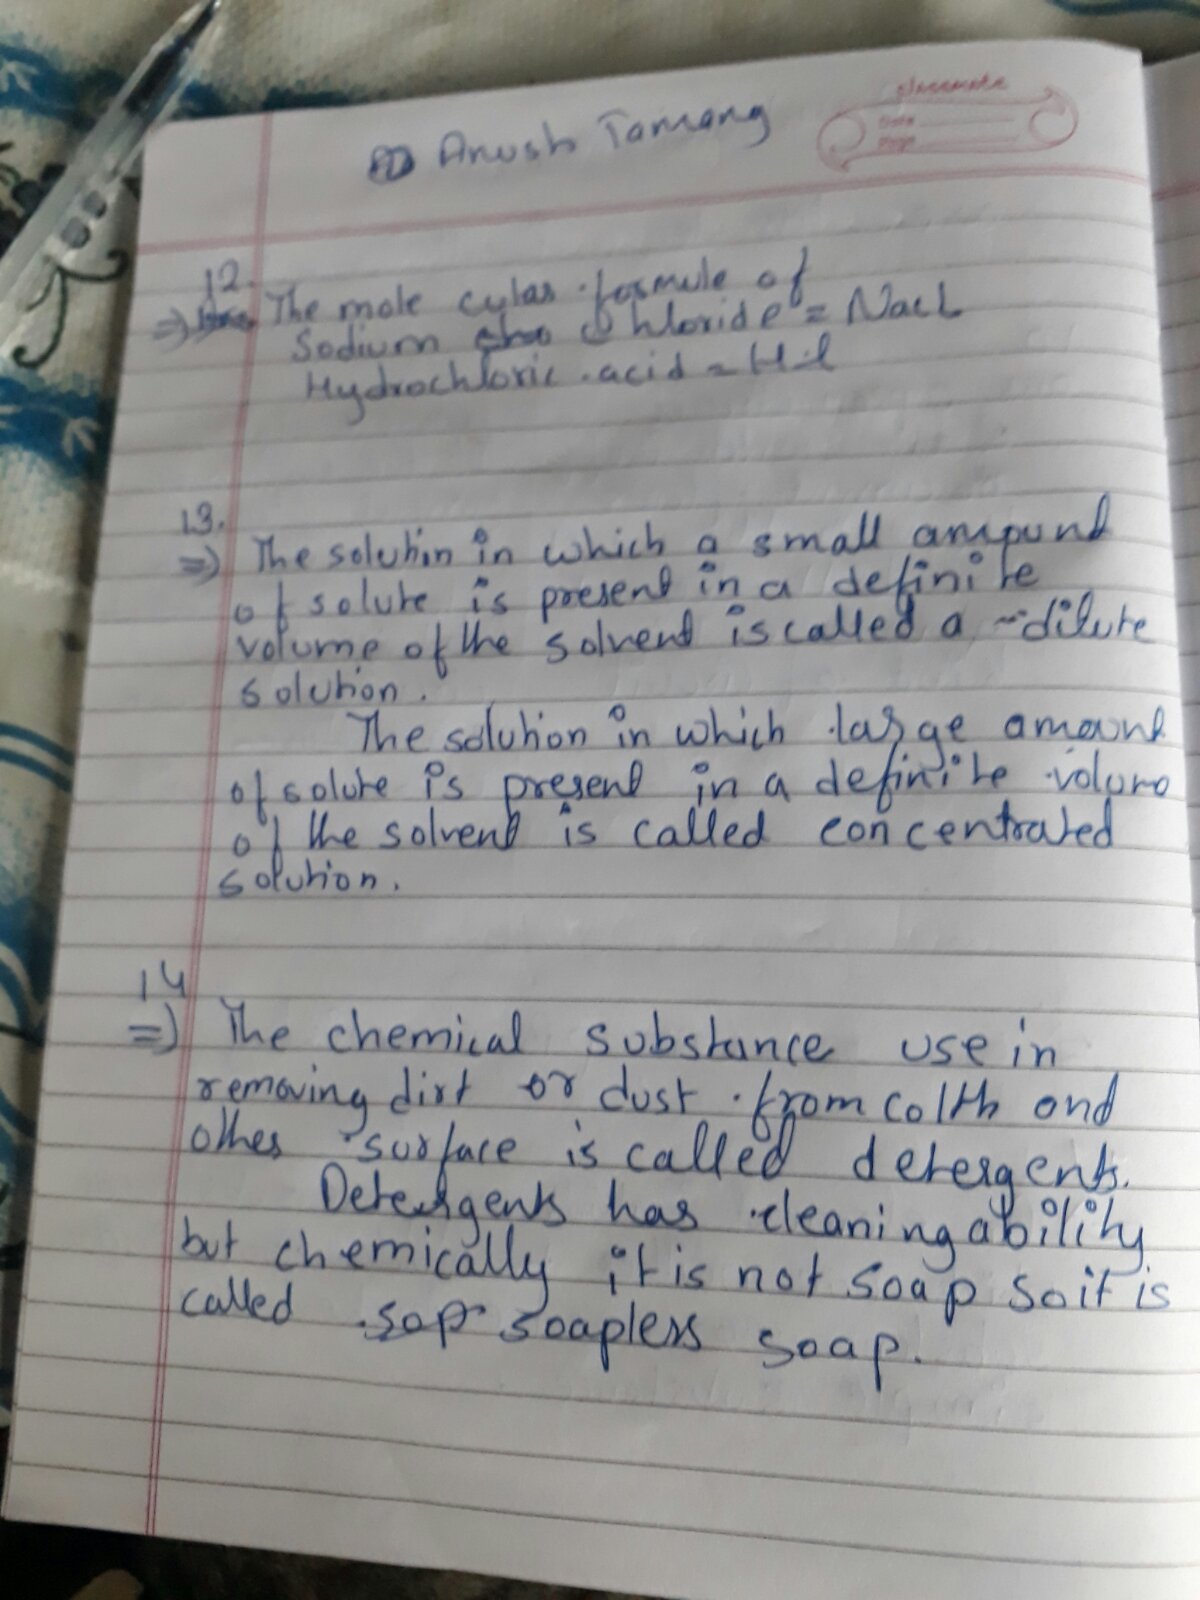 Anush Tamang
classmate
Date
Page
12.
=) The mole cular formule of
Sodium Chloride = Nacl
Hydrochloric acid = Hcl
13.
=) The solution in which a small amount
of solute is present in a definite
volume of the solvent is called a dilute
solution.
The solution in which large amount
of solute is present in a definite volume
of the solvent is called concentrated
solution.
14
=) The chemical substance use in
removing dirt or dust from colth and
other surface is called detergents.
Detergents has cleaning ability
but chemically it is not soap so it is
called sop soapless soap.